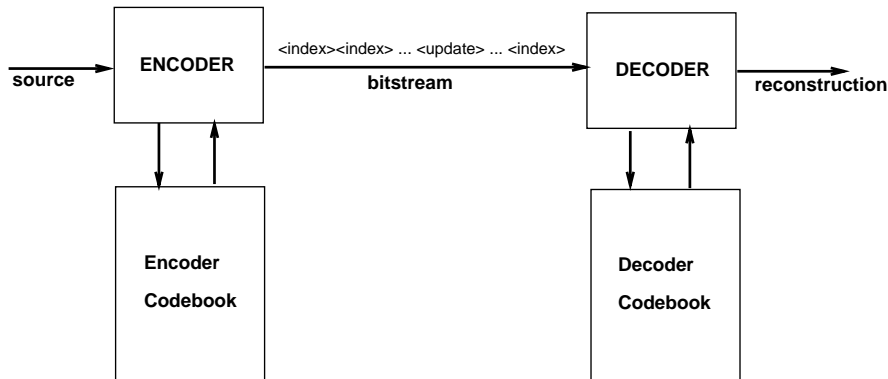 <index><index> ... <update> ... <index>
ENCODER
DECODER
source
bitstream
reconstruction
Encoder
Codebook
Decoder
Codebook